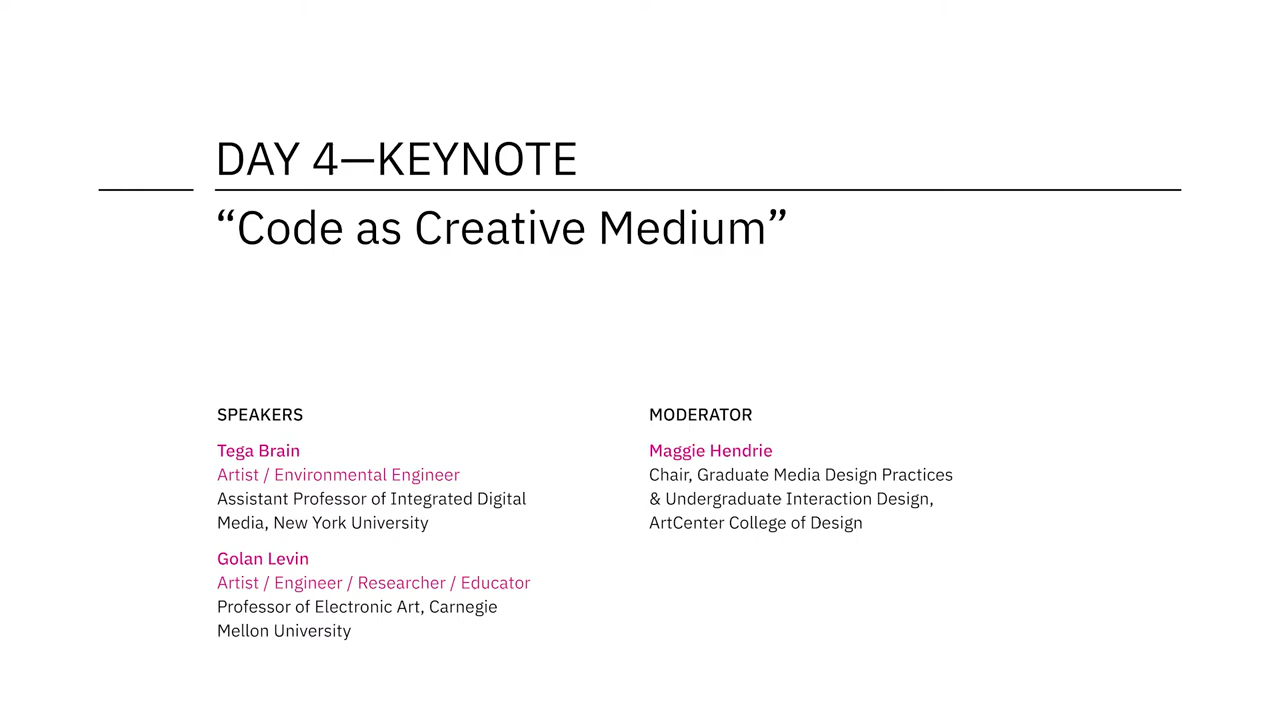 DAY 4—KEYNOTE
“Code as Creative Medium”
SPEAKERS
Tega Brain
Artist / Environmental Engineer
Assistant Professor of Integrated Digital
Media, New York University
Golan Levin
Artist / Engineer / Researcher / Educator
Professor of Electronic Art, Carnegie
Mellon University
MODERATOR
Maggie Hendrie
Chair, Graduate Media Design Practices
& Undergraduate Interaction Design,
ArtCenter College of Design